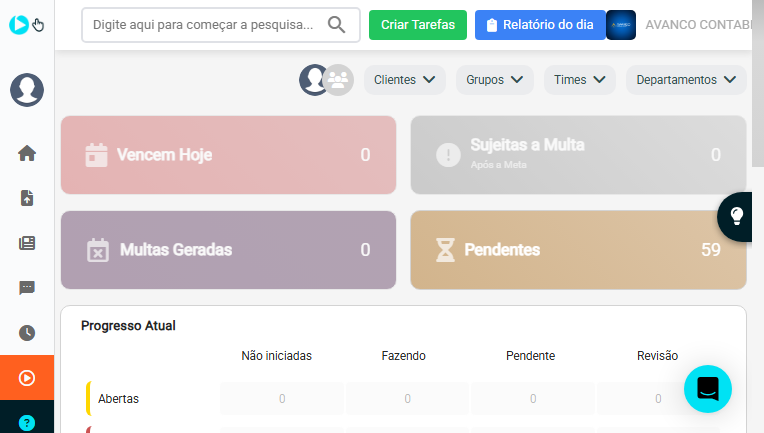 Digite aqui para começar a pesquisa...
Criar Tarefas
Relatório do dia
AVANCO CONTABI
Clientes
Grupos
Times
Departamentos
Vencem Hoje
0
Sujeitas a Multa
Após a Meta
0
Multas Geradas
0
Pendentes
59
Progresso Atual
Não iniciadas
Fazendo
Pendente
Revisão
Abertas
0
0
0
0
?